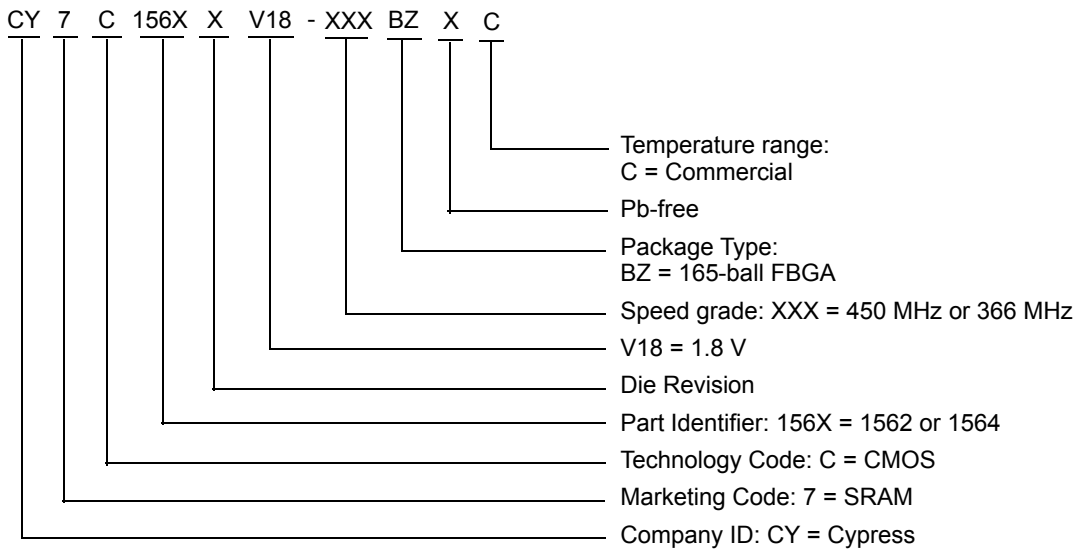 CY 7 C 156X X V18 - XXX BZ X C
Temperature range:
C = Commercial
Pb-free
Package Type:
BZ = 165-ball FBGA
Speed grade: XXX = 450 MHz or 366 MHz
V18 = 1.8 V
Die Revision
Part Identifier: 156X = 1562 or 1564
Technology Code: C = CMOS
Marketing Code: 7 = SRAM
Company ID: CY = Cypress